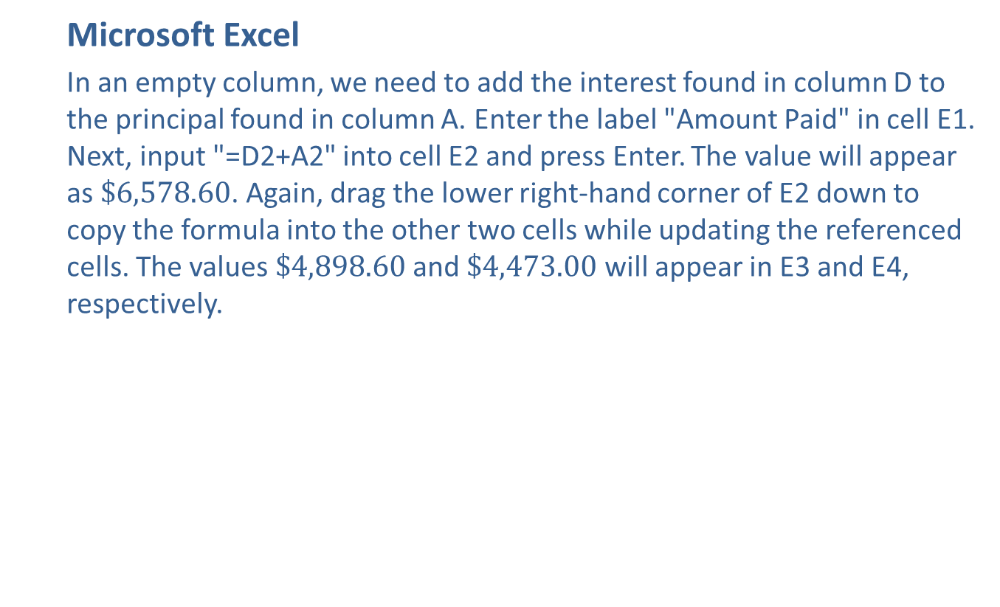 Microsoft Excel
In an empty column, we need to add the interest found in column D to
the principal found in column A. Enter the label "Amount Paid" in cell E1.
Next, input "=D2+A2" into cell E2 and press Enter. The value will appear
as $6,578.60. Again, drag the lower right-hand corner of E2 down to
copy the formula into the other two cells while updating the referenced
cells. The values $4,898.60 and $4,473.00 will appear in E3 and E4,
respectively.